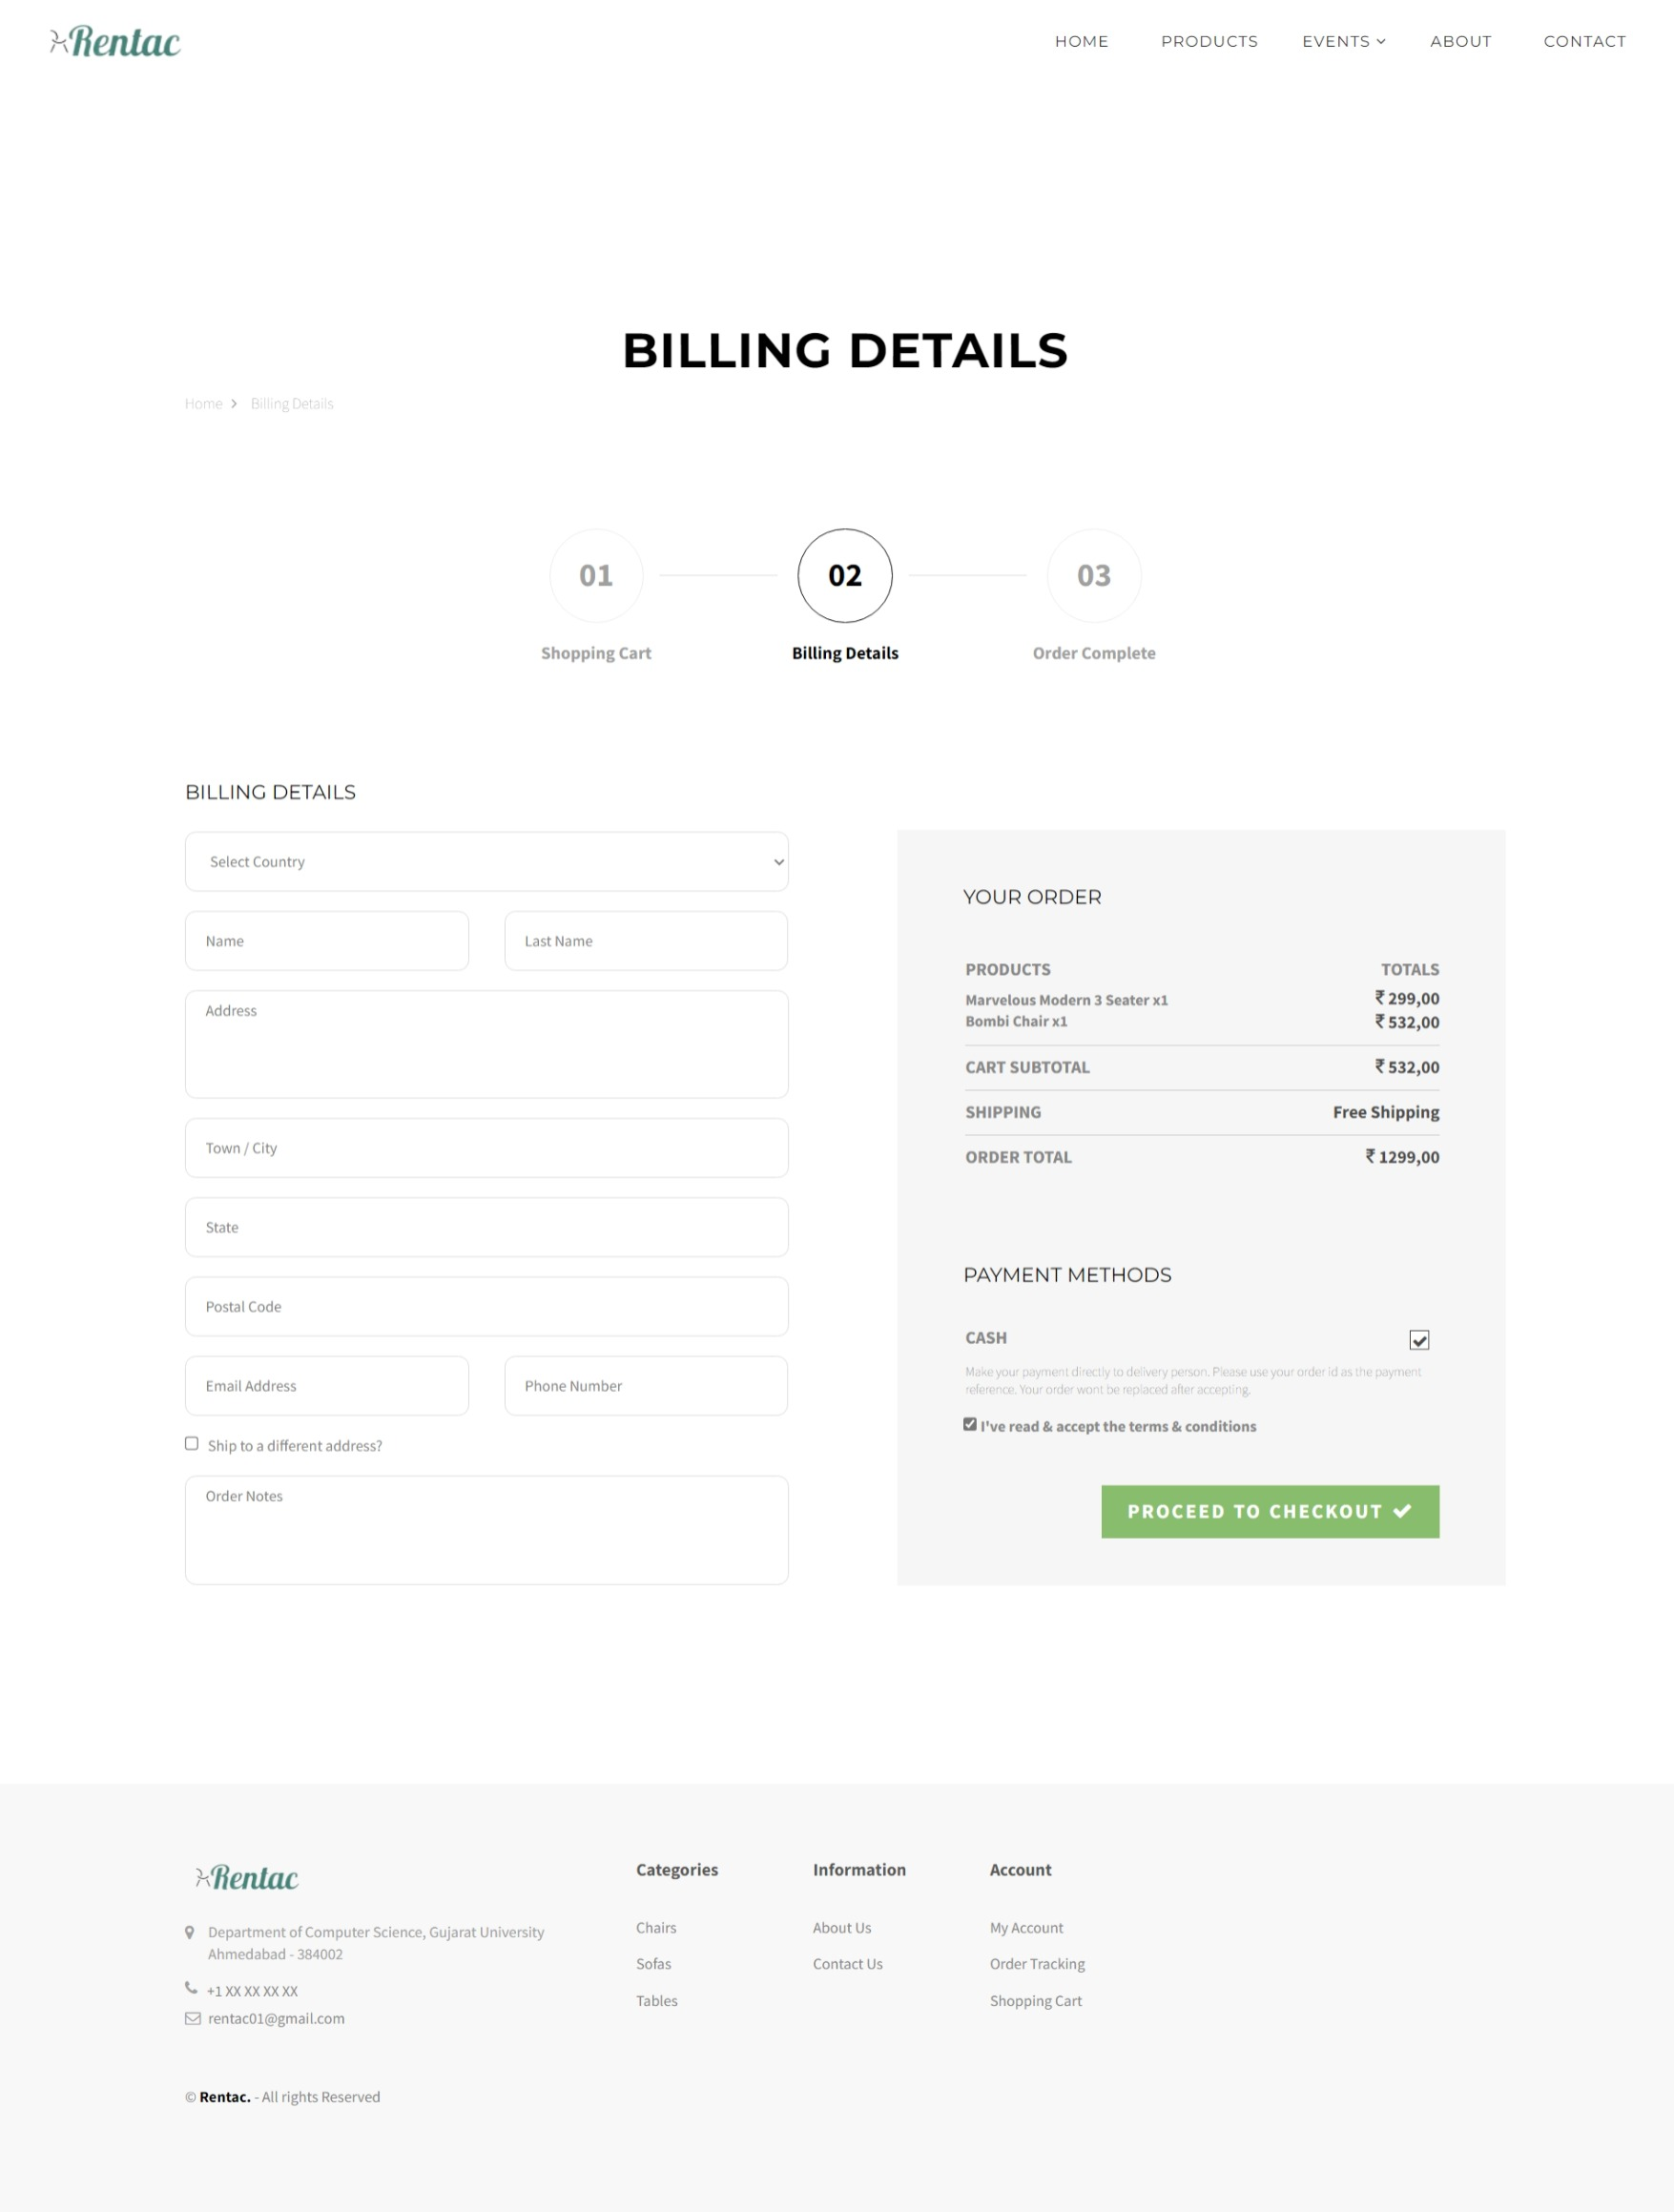 Rentac
HOME PRODUCTS EVENTS ABOUT CONTACT
BILLING DETAILS
Home Billing Details
01 02 03
Shopping Cart Billing Details Order Complete
BILLING DETAILS
Select Country
Name Last Name
Address
Town / City
State
Postal Code
Email Address Phone Number
Ship to a different address?
Order Notes
YOUR ORDER
PRODUCTS TOTALS
Marvelous Modern 3 Seater x1 ₹ 299,00
Bombi Chair x1 ₹ 532,00
CART SUBTOTAL ₹ 532,00
SHIPPING Free Shipping
ORDER TOTAL ₹ 1299,00
PAYMENT METHODS
CASH
Make your payment directly to delivery person. Please use your order id as the payment
reference. Your order wont be replaced after accepting.
I've read & accept the terms & conditions
PROCEED TO CHECKOUT
Rentac
Department of Computer Science, Gujarat University
Ahmedabad - 384002
+1 XX XX XX XX
rentac01@gmail.com
Categories
Chairs
Sofas
Tables
Information
About Us
Contact Us
Account
My Account
Order Tracking
Shopping Cart
© Rentac. - All rights Reserved